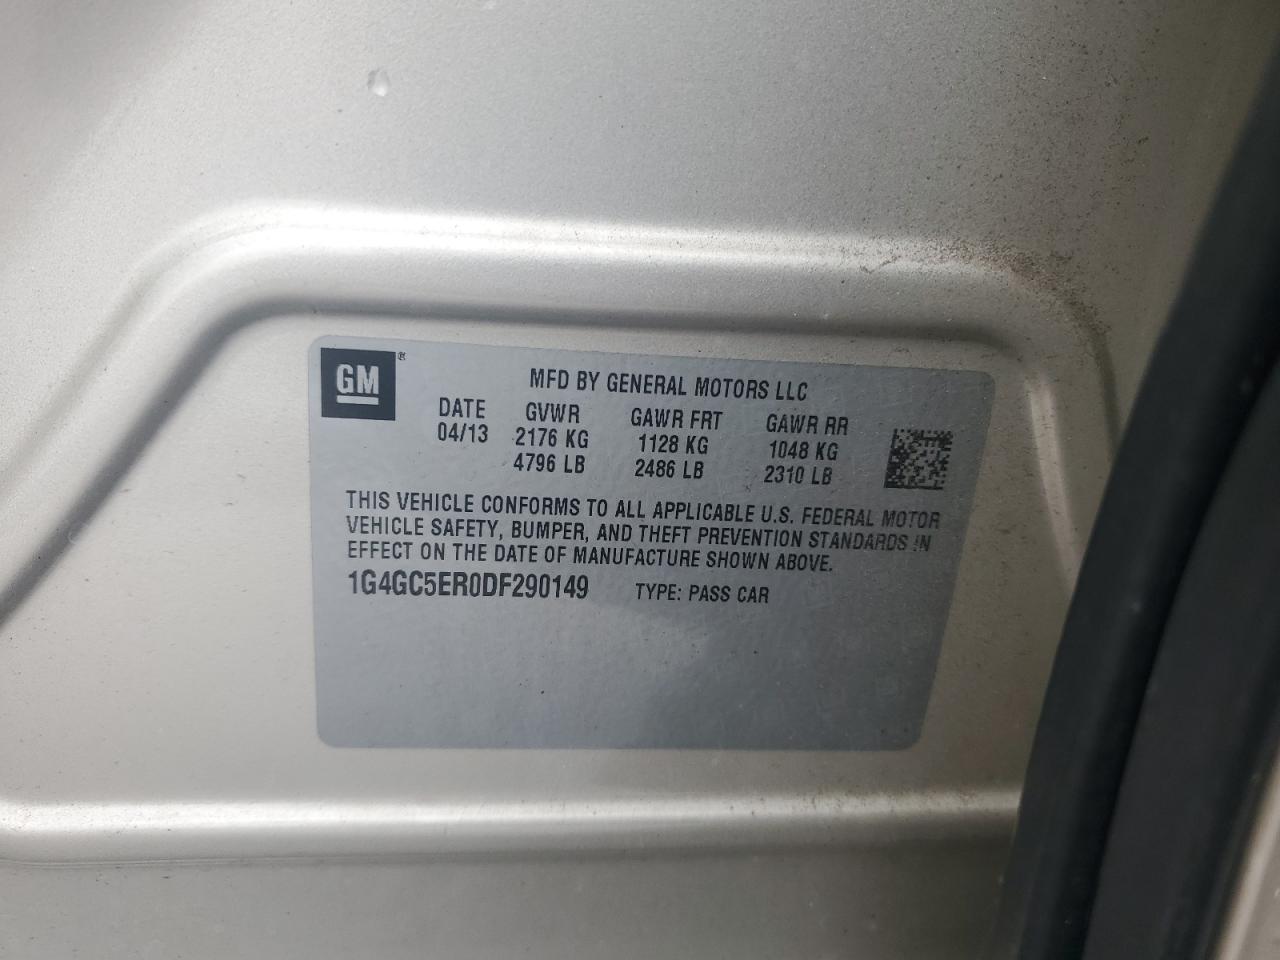 GM ®
MFD BY GENERAL MOTORS LLC
DATE GVWR GAWR FRT GAWR RR
04/13 2176 KG 1128 KG 1048 KG
4796 LB 2486 LB 2310 LB
THIS VEHICLE CONFORMS TO ALL APPLICABLE U.S. FEDERAL MOTOR
VEHICLE SAFETY, BUMPER, AND THEFT PREVENTION STANDARDS IN
EFFECT ON THE DATE OF MANUFACTURE SHOWN ABOVE.
1G4GC5ER0DF290149 TYPE: PASS CAR